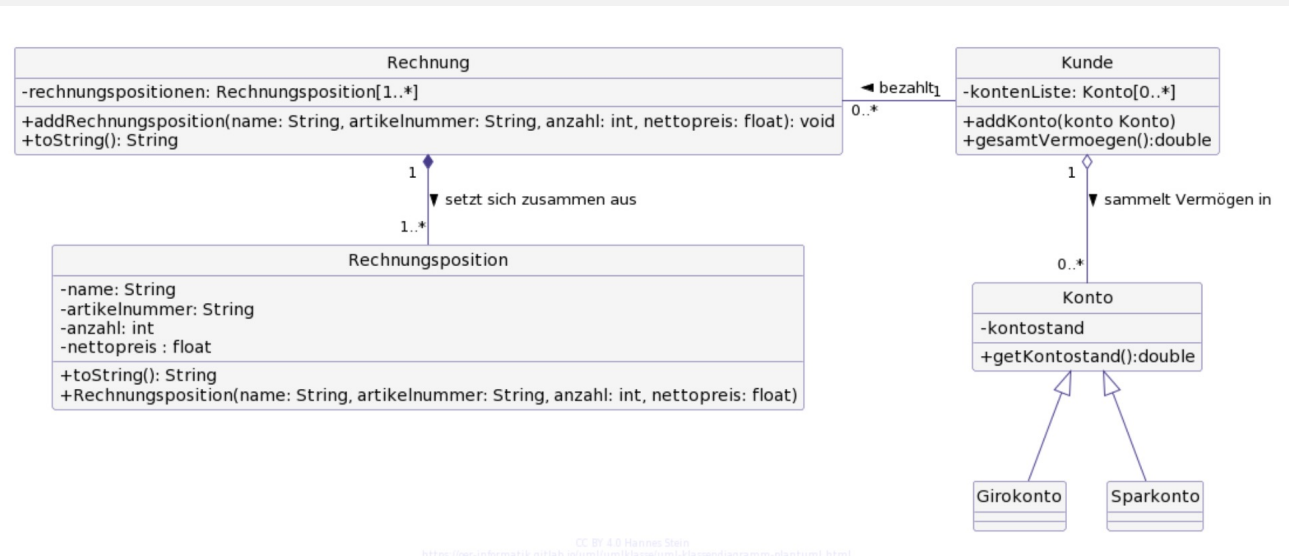 Rechnung
-rechnungspositionen: Rechnungsposition[1..*]
+addRechnungsposition(name: String, artikelnummer: String, anzahl: int, nettopreis: float): void
+toString(): String
◄ bezahlt
1
0..*
Kunde
-kontenListe: Konto[0..*]
+addKonto(konto Konto)
+gesamtVermoegen():double
1
▼ setzt sich zusammen aus
1..*
1
▼ sammelt Vermögen in
0..*
Rechnungsposition
-name: String
-artikelnummer: String
-anzahl: int
-nettopreis : float
+toString(): String
+Rechnungsposition(name: String, artikelnummer: String, anzahl: int, nettopreis: float)
Konto
-kontostand
+getKontostand():double
Girokonto
Sparkonto
CC BY 4.0 Hannes Stein